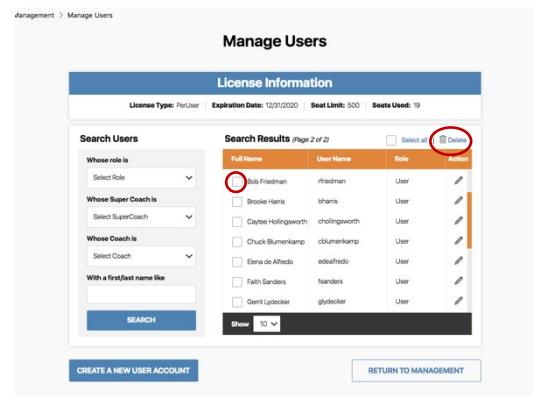 Management > Manage Users
Manage Users
License Information
License Type: PerUser | Expiration Date: 12/31/2020 | Seat Limit: 500 | Seats Used: 19
Search Users
Whose role is
Select Role
Whose Super Coach is
Select SuperCoach
Whose Coach is
Select Coach
With a first/last name like
SEARCH
Search Results (Page 2 of 2)
Select all | Delete
Full Name User Name Role Action
Bob Friedman rfriedman User
Brooke Harris bharris User
Caytee Hollingsworth chollingsworth User
Chuck Blumenkamp cblumenkamp User
Elena de Alfredo edealfredo User
Faith Sanders fsanders User
Gerrit Lydecker glydecker User
Show 10
CREATE A NEW USER ACCOUNT
RETURN TO MANAGEMENT